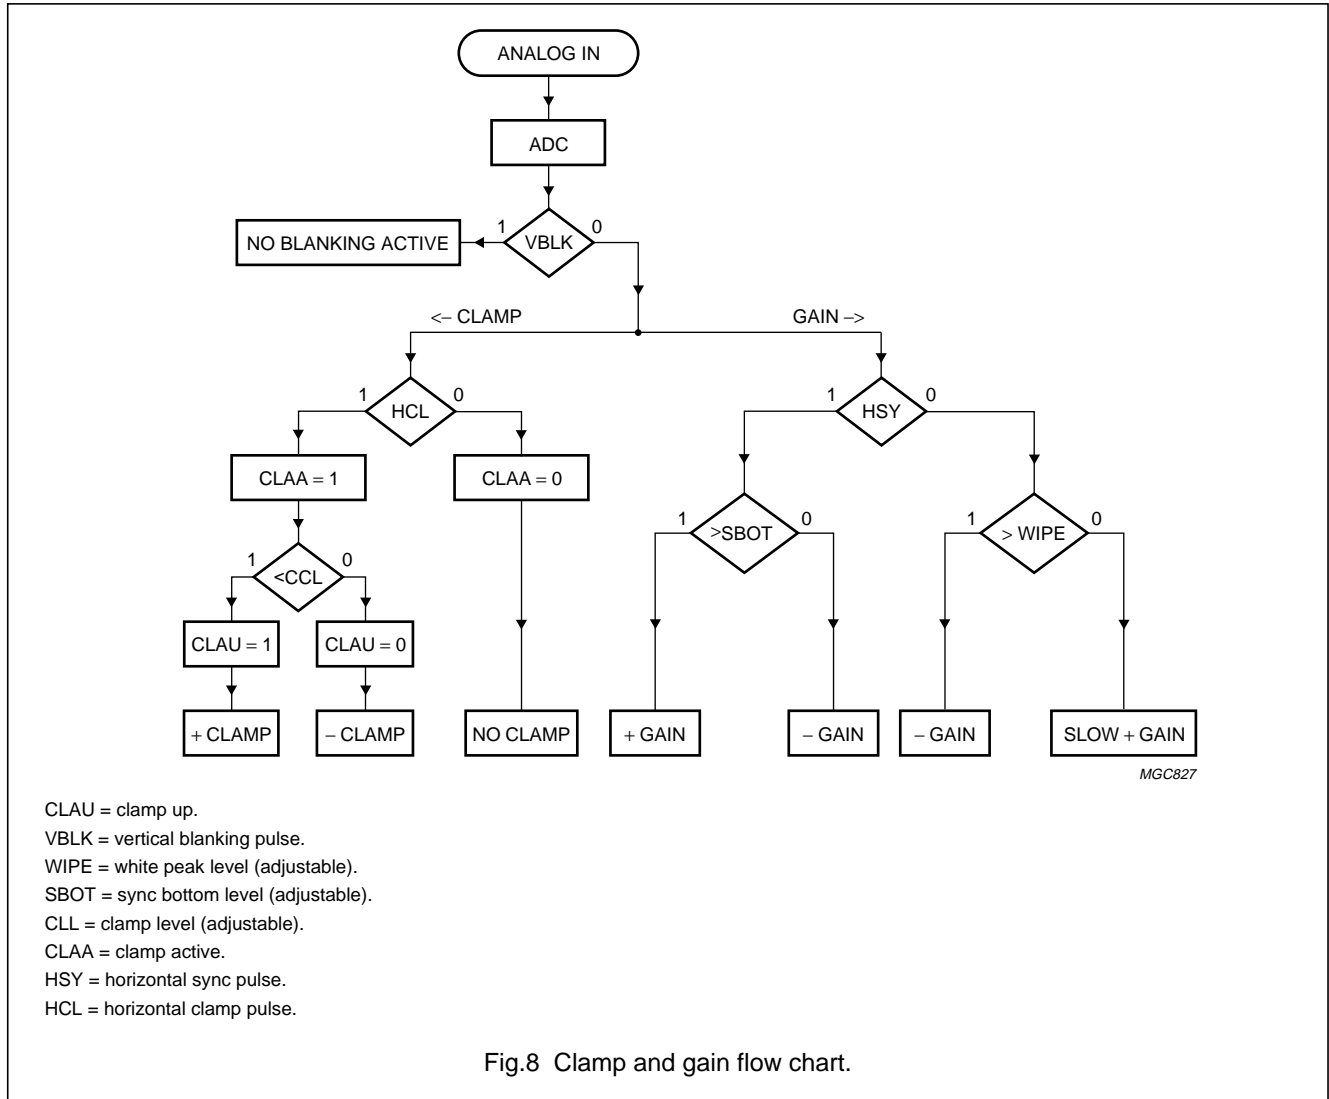 ANALOG IN
ADC
1 VBLK 0
NO BLANKING ACTIVE
<– CLAMP GAIN –>
1 HCL 0
1 HSY 0
CLAA = 1
CLAA = 0
1 >SBOT 0
1 > WIPE 0
1 <CCL 0
CLAU = 1
CLAU = 0
+ CLAMP
– CLAMP
NO CLAMP
+ GAIN
– GAIN
– GAIN
SLOW + GAIN
MGC827
CLAU = clamp up.
VBLK = vertical blanking pulse.
WIPE = white peak level (adjustable).
SBOT = sync bottom level (adjustable).
CLL = clamp level (adjustable).
CLAA = clamp active.
HSY = horizontal sync pulse.
HCL = horizontal clamp pulse.
Fig.8 Clamp and gain flow chart.